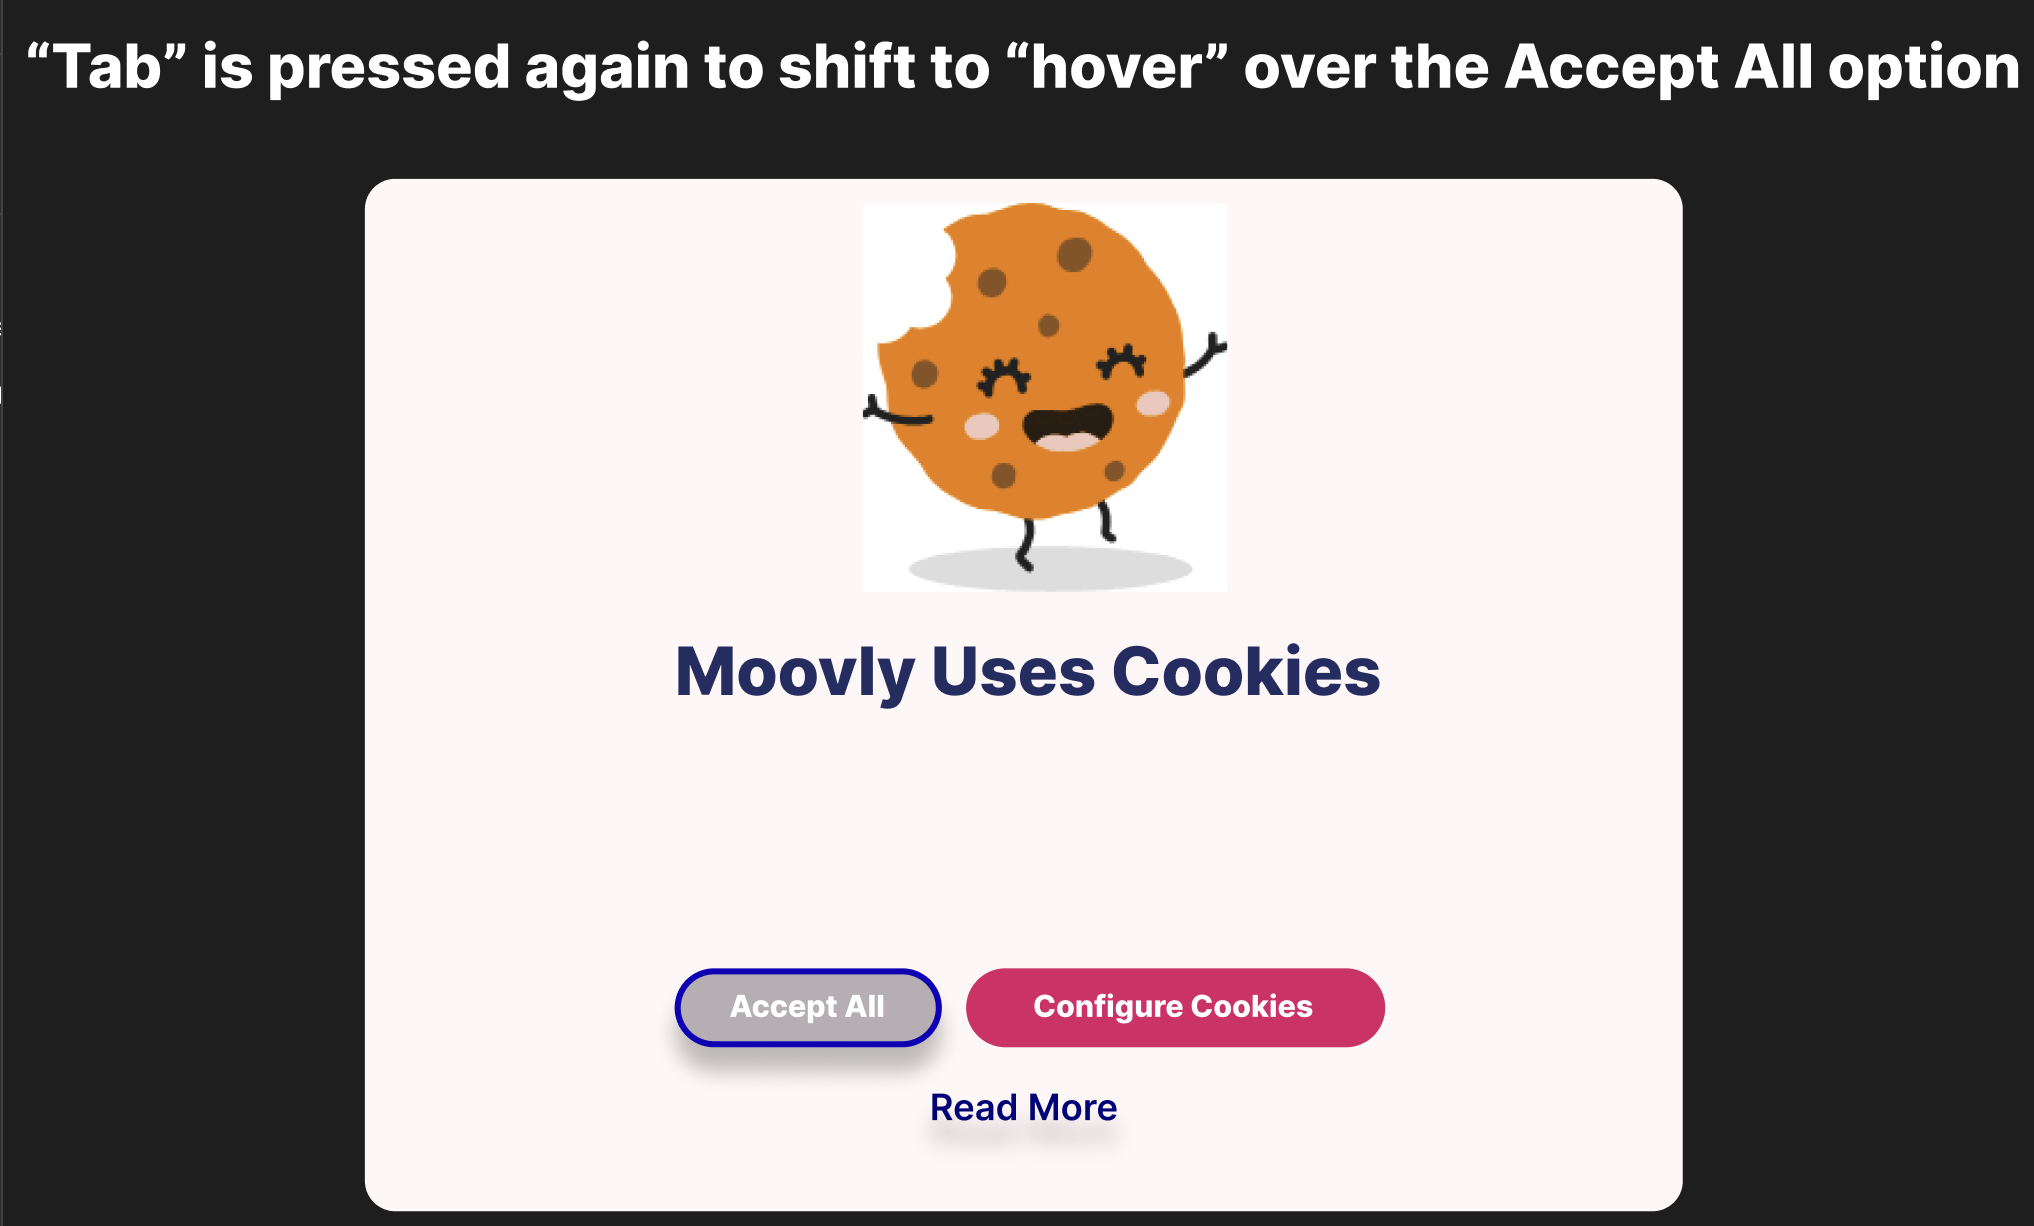 “Tab” is pressed again to shift to “hover” over the Accept All option
Moovly Uses Cookies
Accept All
Configure Cookies
Read More